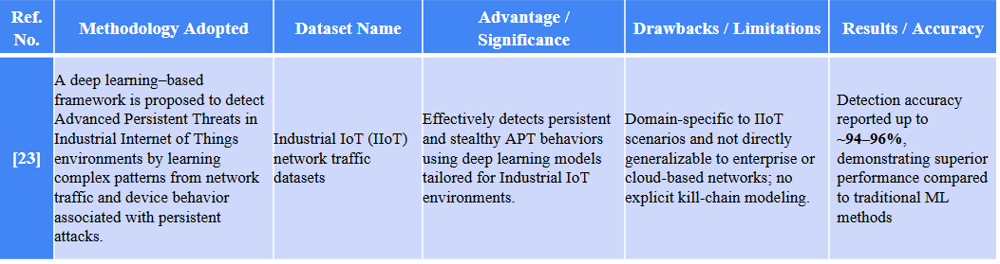 Ref. No.
Methodology Adopted
Dataset Name
Advantage / Significance
Drawbacks / Limitations
Results / Accuracy
[23]
A deep learning–based
framework is proposed to detect
Advanced Persistent Threats in
Industrial Internet of Things
environments by learning
complex patterns from network
traffic and device behavior
associated with persistent
attacks.
Industrial IoT (IIoT)
network traffic
datasets
Effectively detects persistent
and stealthy APT behaviors
using deep learning models
tailored for Industrial IoT
environments.
Domain-specific to IIoT
scenarios and not directly
generalizable to enterprise or
cloud-based networks; no
explicit kill-chain modeling.
Detection accuracy
reported up to
~94–96%,
demonstrating superior
performance compared
to traditional ML
methods